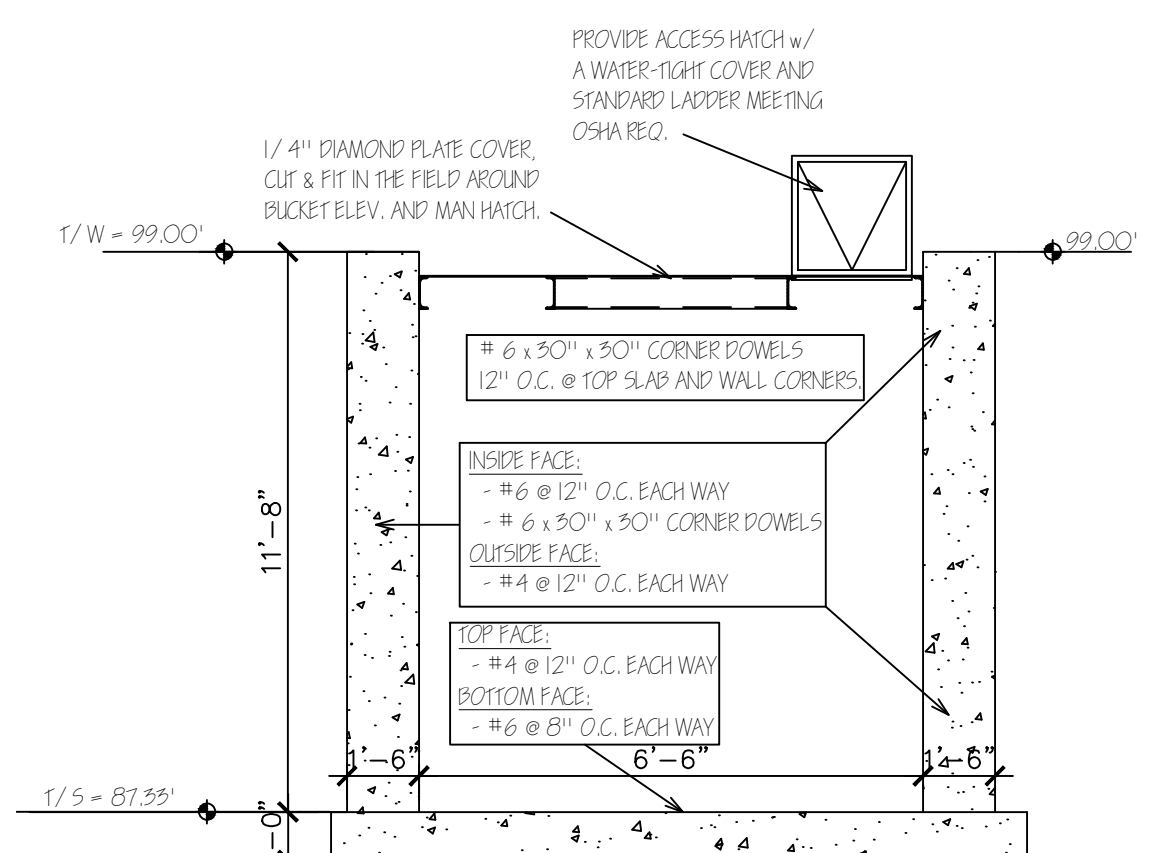 PROVIDE ACCESS HATCH w/
A WATER-TIGHT COVER AND
STANDARD LADDER MEETING
OSHA REQ.
1/4" DIAMOND PLATE COVER,
CUT & FIT IN THE FIELD AROUND
BUCKET ELEV. AND MAN HATCH.
T/W = 99.00'
99.00'
# 6 x 30" x 30" CORNER DOWELS
12" O.C. @ TOP SLAB AND WALL CORNERS.
INSIDE FACE:
- #6 @ 12" O.C. EACH WAY
- # 6 x 30" x 30" CORNER DOWELS
OUTSIDE FACE:
- #4 @ 12" O.C. EACH WAY
11'-8"
TOP FACE:
- #4 @ 12" O.C. EACH WAY
BOTTOM FACE:
- #6 @ 8" O.C. EACH WAY
1'-6"
6'-6"
1'-6"
T/S = 87.33'
-0"